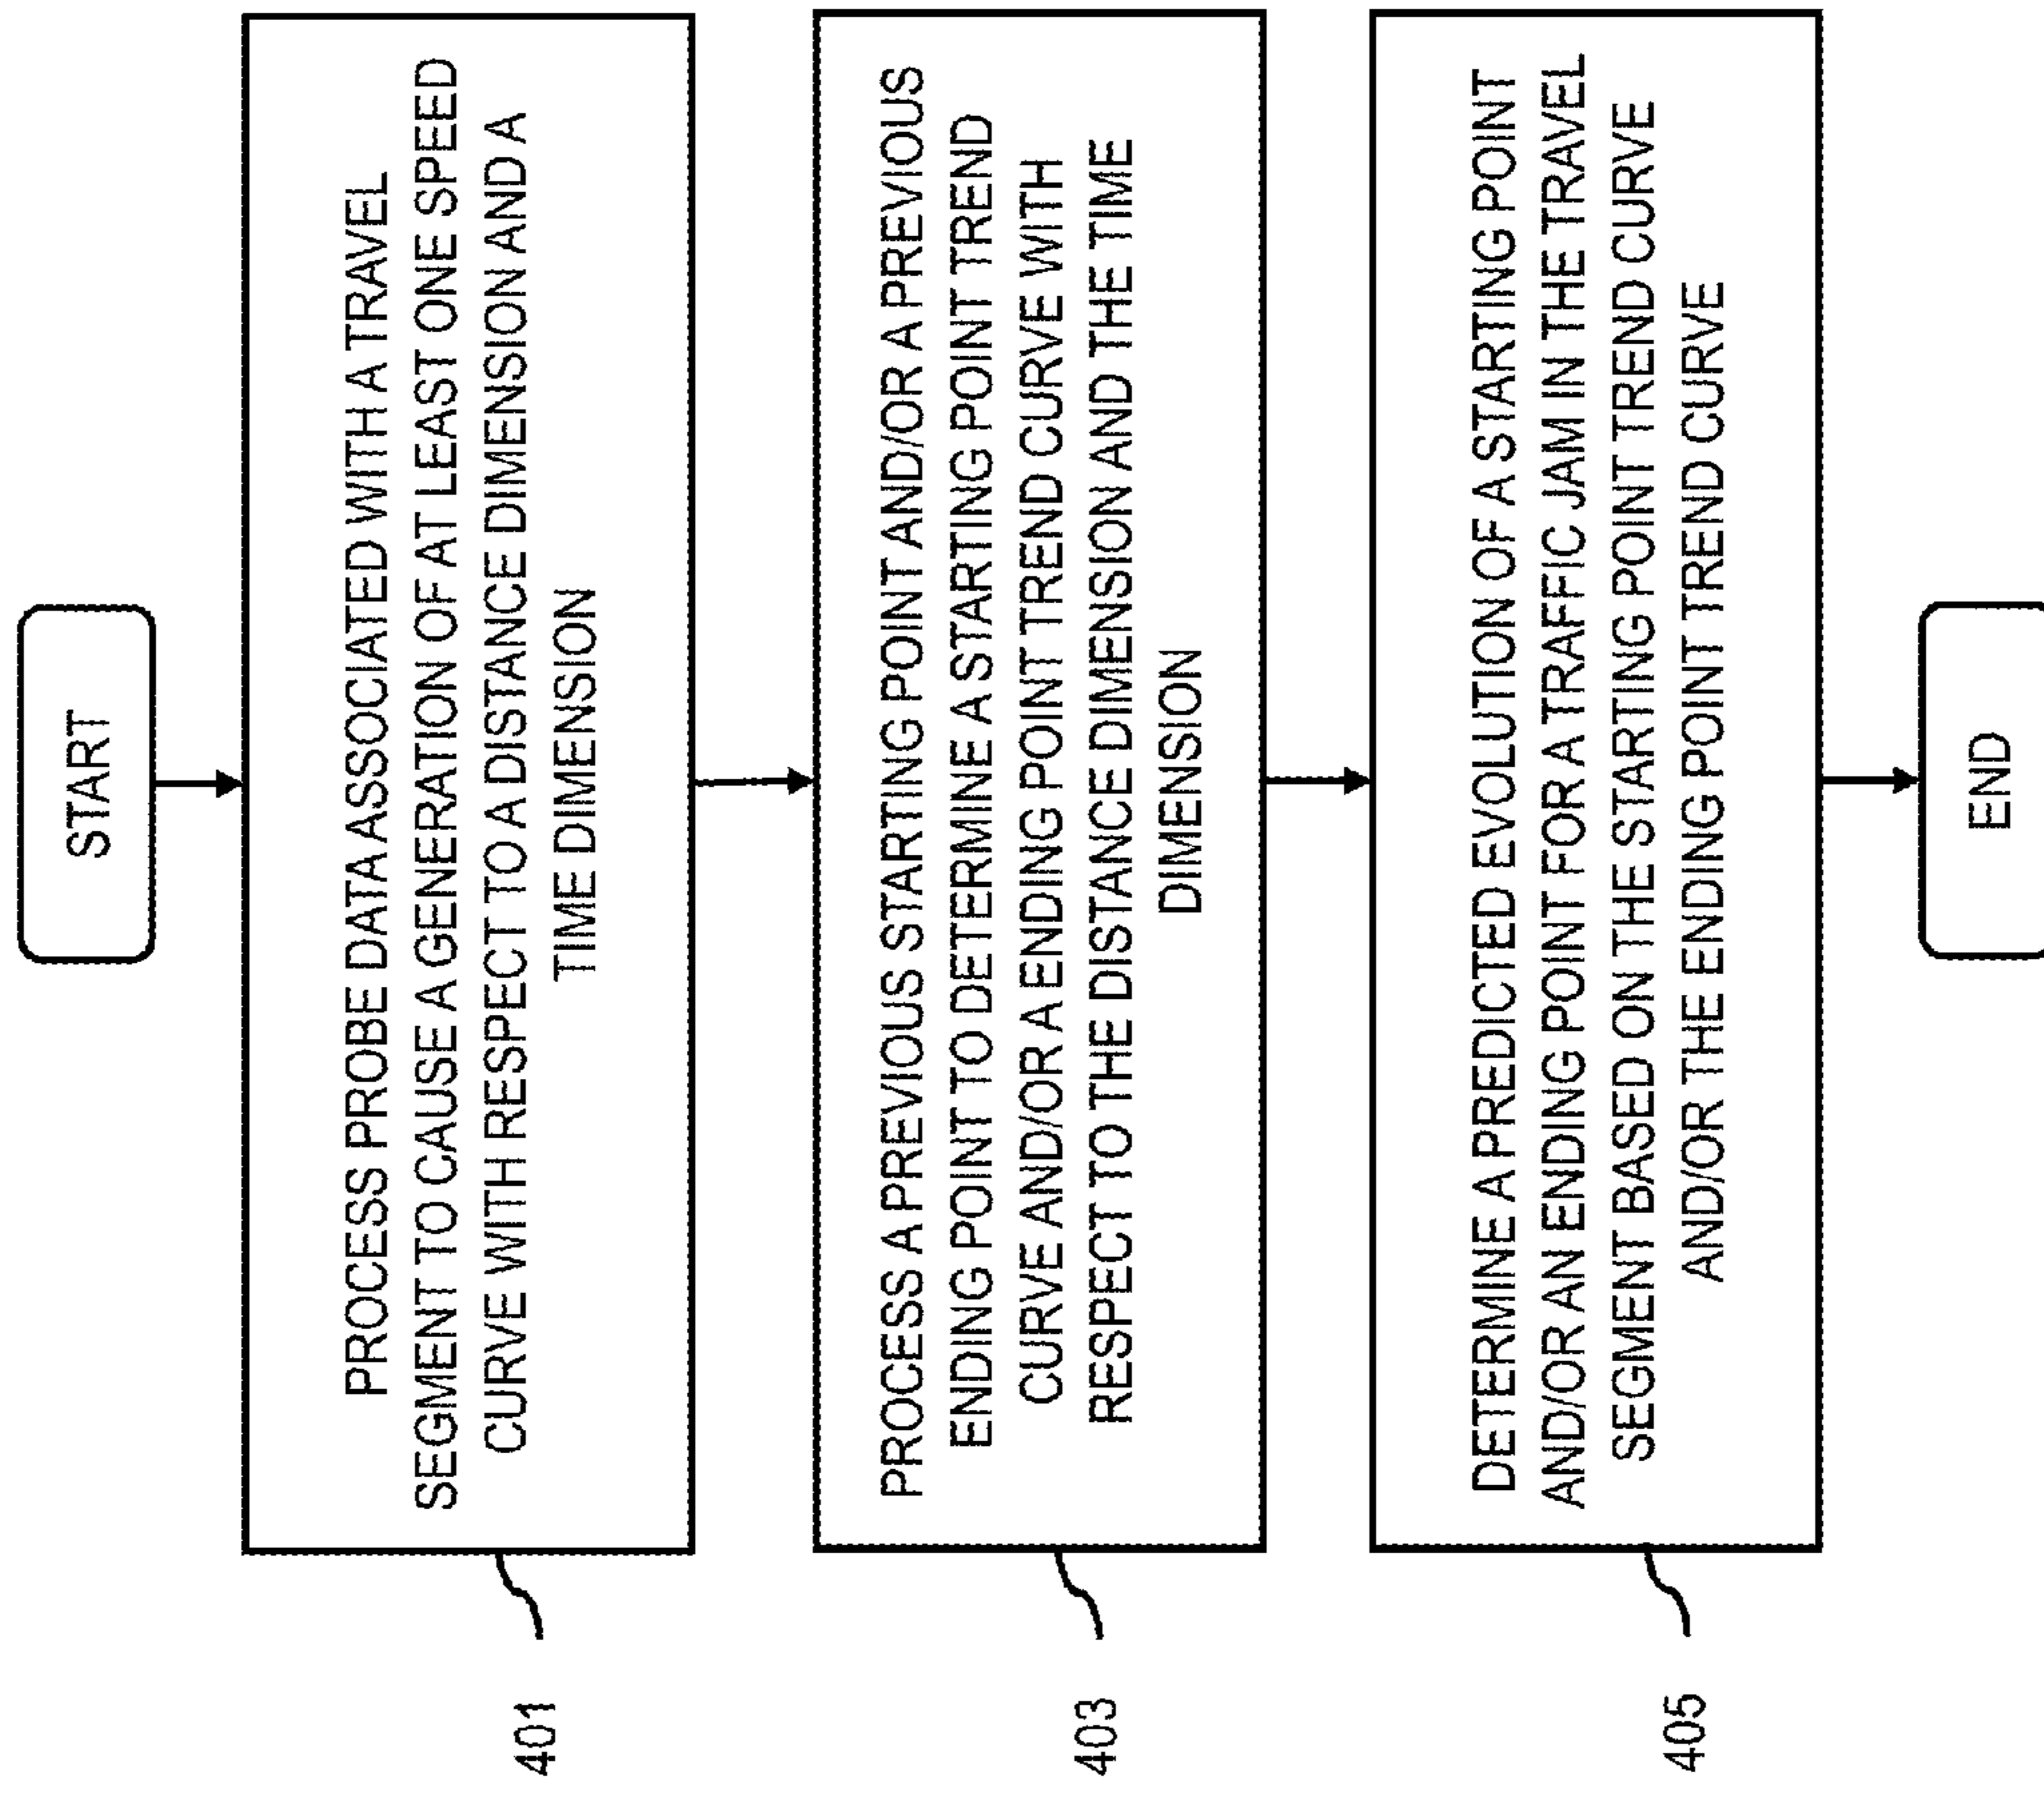 START
PROCESS PROBE DATA ASSOCIATED WITH A TRAVEL
SEGMENT TO CAUSE A GENERATION OF AT LEAST ONE SPEED
CURVE WITH RESPECT TO A DISTANCE DIMENSION AND A
TIME DIMENSION
401
PROCESS A PREVIOUS STARTING POINT AND/OR A PREVIOUS
ENDING POINT TO DETERMINE A STARTING POINT TREND
CURVE AND/OR A ENDING POINT TREND CURVE WITH
RESPECT TO THE DISTANCE DIMENSION AND THE TIME
DIMENSION
403
DETERMINE A PREDICTED EVOLUTION OF A STARTING POINT
AND/OR AN ENDING POINT FOR A TRAFFIC JAM IN THE TRAVEL
SEGMENT BASED ON THE STARTING POINT TREND CURVE
AND/OR THE ENDING POINT TREND CURVE
405
END